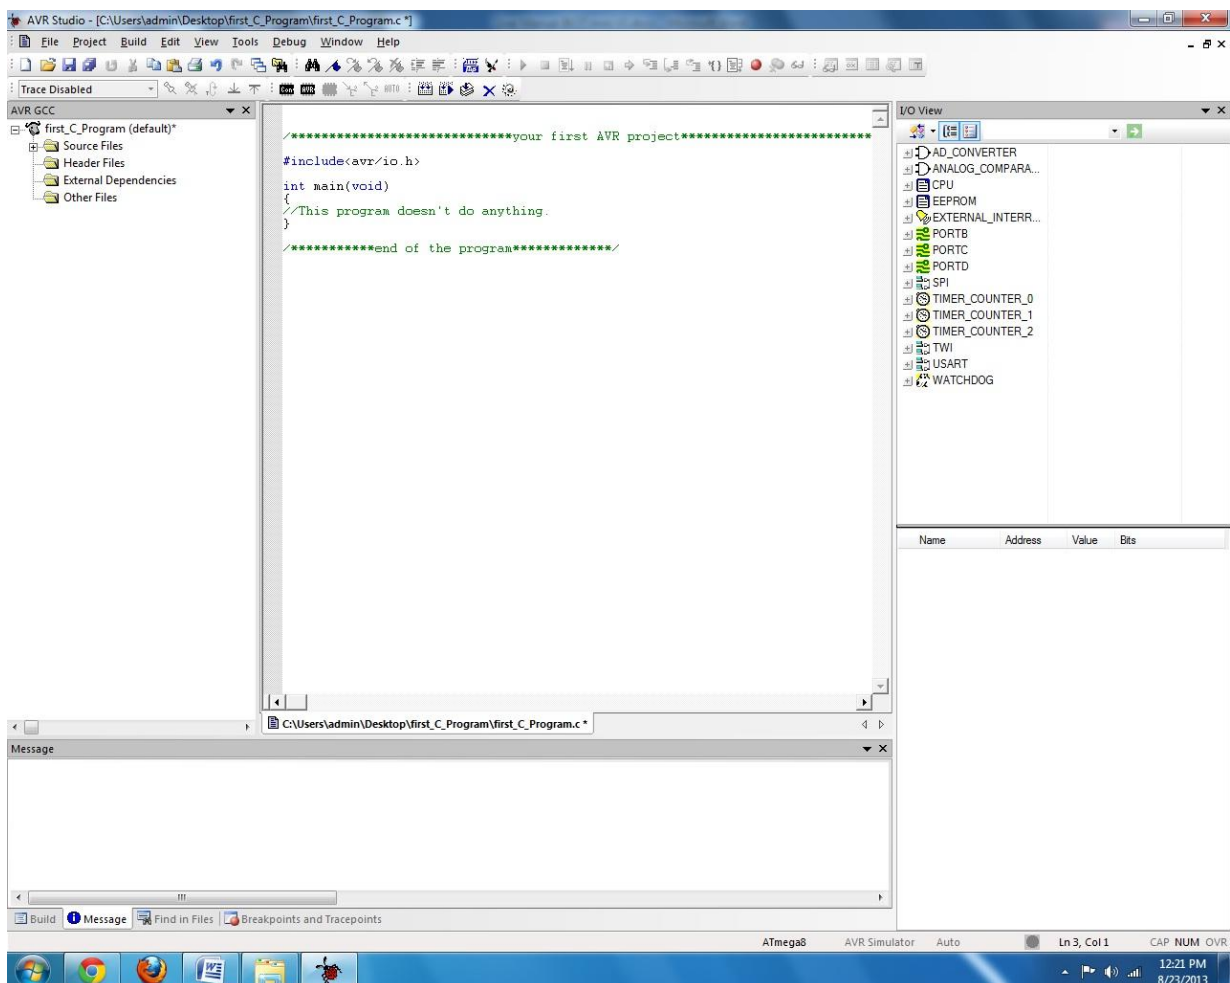 AVR Studio - [C:\Users\admin\Desktop\first_C_Program\first_C_Program.c *]
File Project Build Edit View Tools Debug Window Help
Trace Disabled
AVR GCC
first_C_Program (default)*
Source Files
Header Files
External Dependencies
Other Files
/*****************************your first AVR project*************************
#include<avr/io.h>
int main(void)
{
//This program doesn't do anything.
}
/***********end of the program*************/
C:\Users\admin\Desktop\first_C_Program\first_C_Program.c *
I/O View
AD_CONVERTER
ANALOG_COMPARA...
CPU
EEPROM
EXTERNAL_INTERR...
PORTB
PORTC
PORTD
SPI
TIMER_COUNTER_0
TIMER_COUNTER_1
TIMER_COUNTER_2
TWI
USART
WATCHDOG
Name Address Value Bits
Message
Build Message Find in Files Breakpoints and Tracepoints
ATmega8 AVR Simulator Auto Ln 3, Col 1 CAP NUM OVR
12:21 PM
8/23/2013